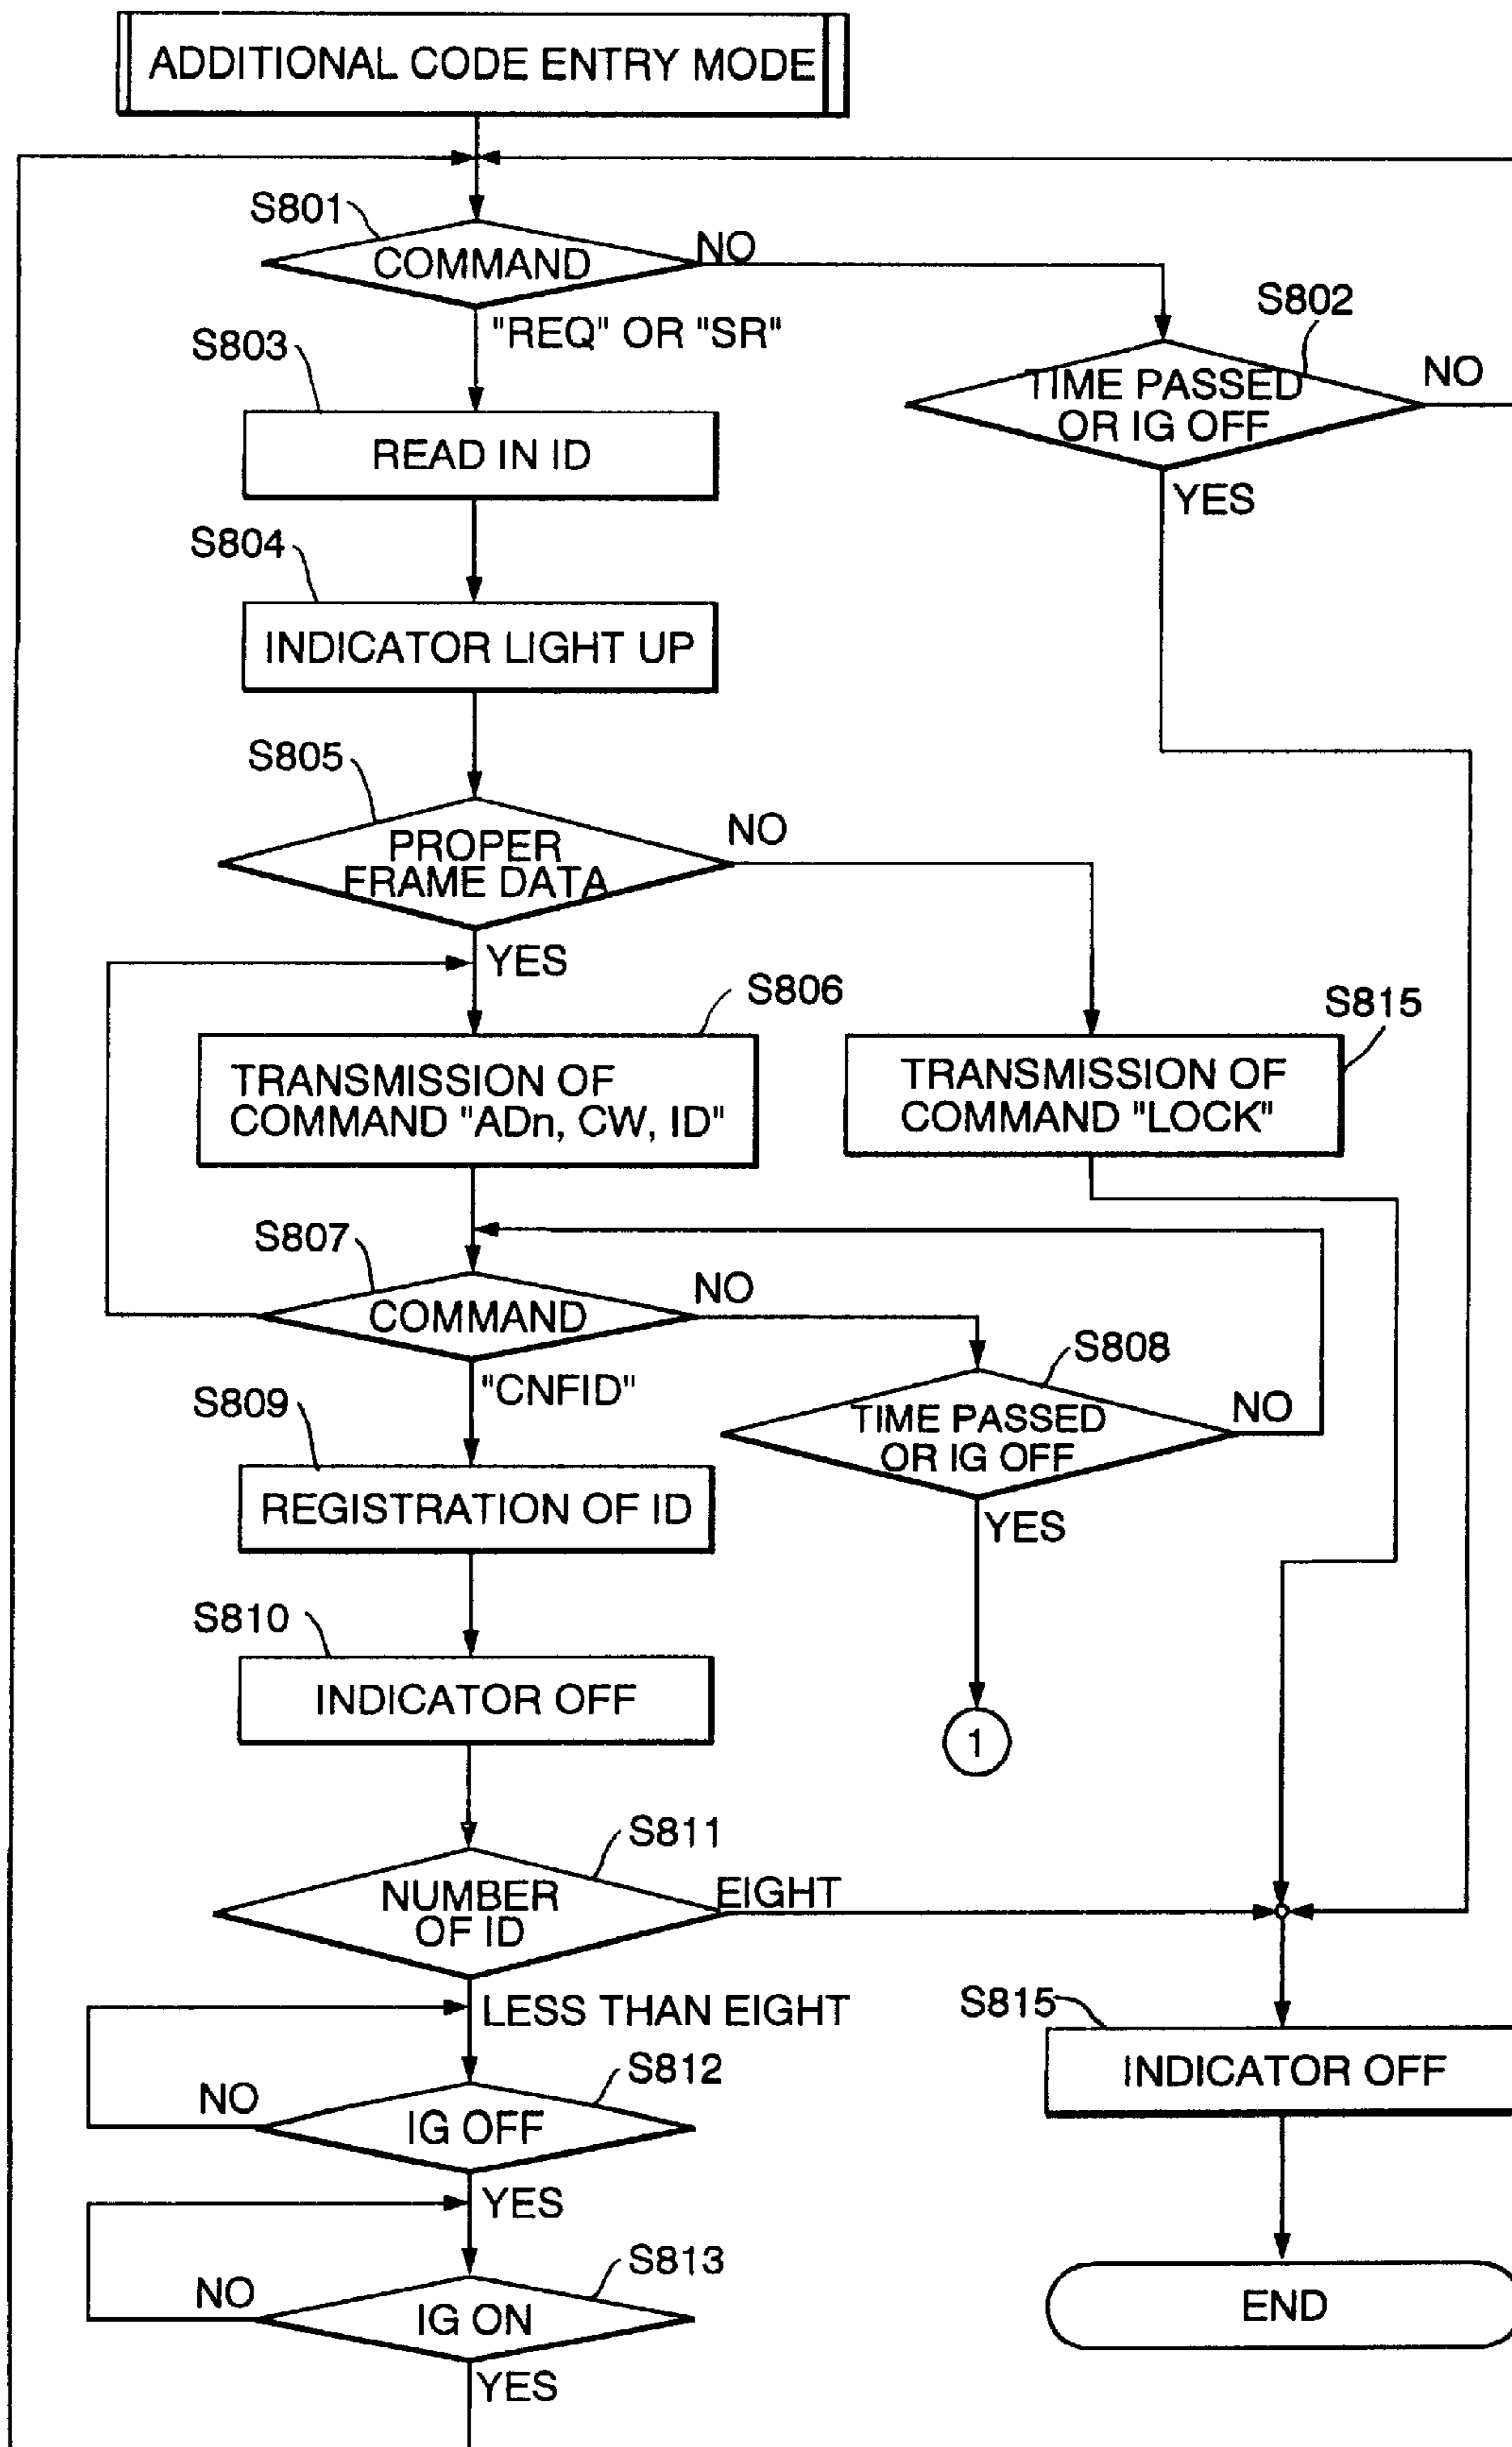 ADDITIONAL CODE ENTRY MODE
S801
COMMAND
NO
"REQ" OR "SR"
S802
TIME PASSED
OR IG OFF
NO
YES
S803
READ IN ID
S804
INDICATOR LIGHT UP
S805
PROPER
FRAME DATA
NO
YES
S806
TRANSMISSION OF
COMMAND "ADn, CW, ID"
S815
TRANSMISSION OF
COMMAND "LOCK"
S807
COMMAND
NO
"CNFID"
S808
TIME PASSED
OR IG OFF
NO
YES
1
S809
REGISTRATION OF ID
S810
INDICATOR OFF
S811
NUMBER
OF ID
EIGHT
LESS THAN EIGHT
S812
IG OFF
NO
YES
S813
IG ON
NO
YES
S815
INDICATOR OFF
END